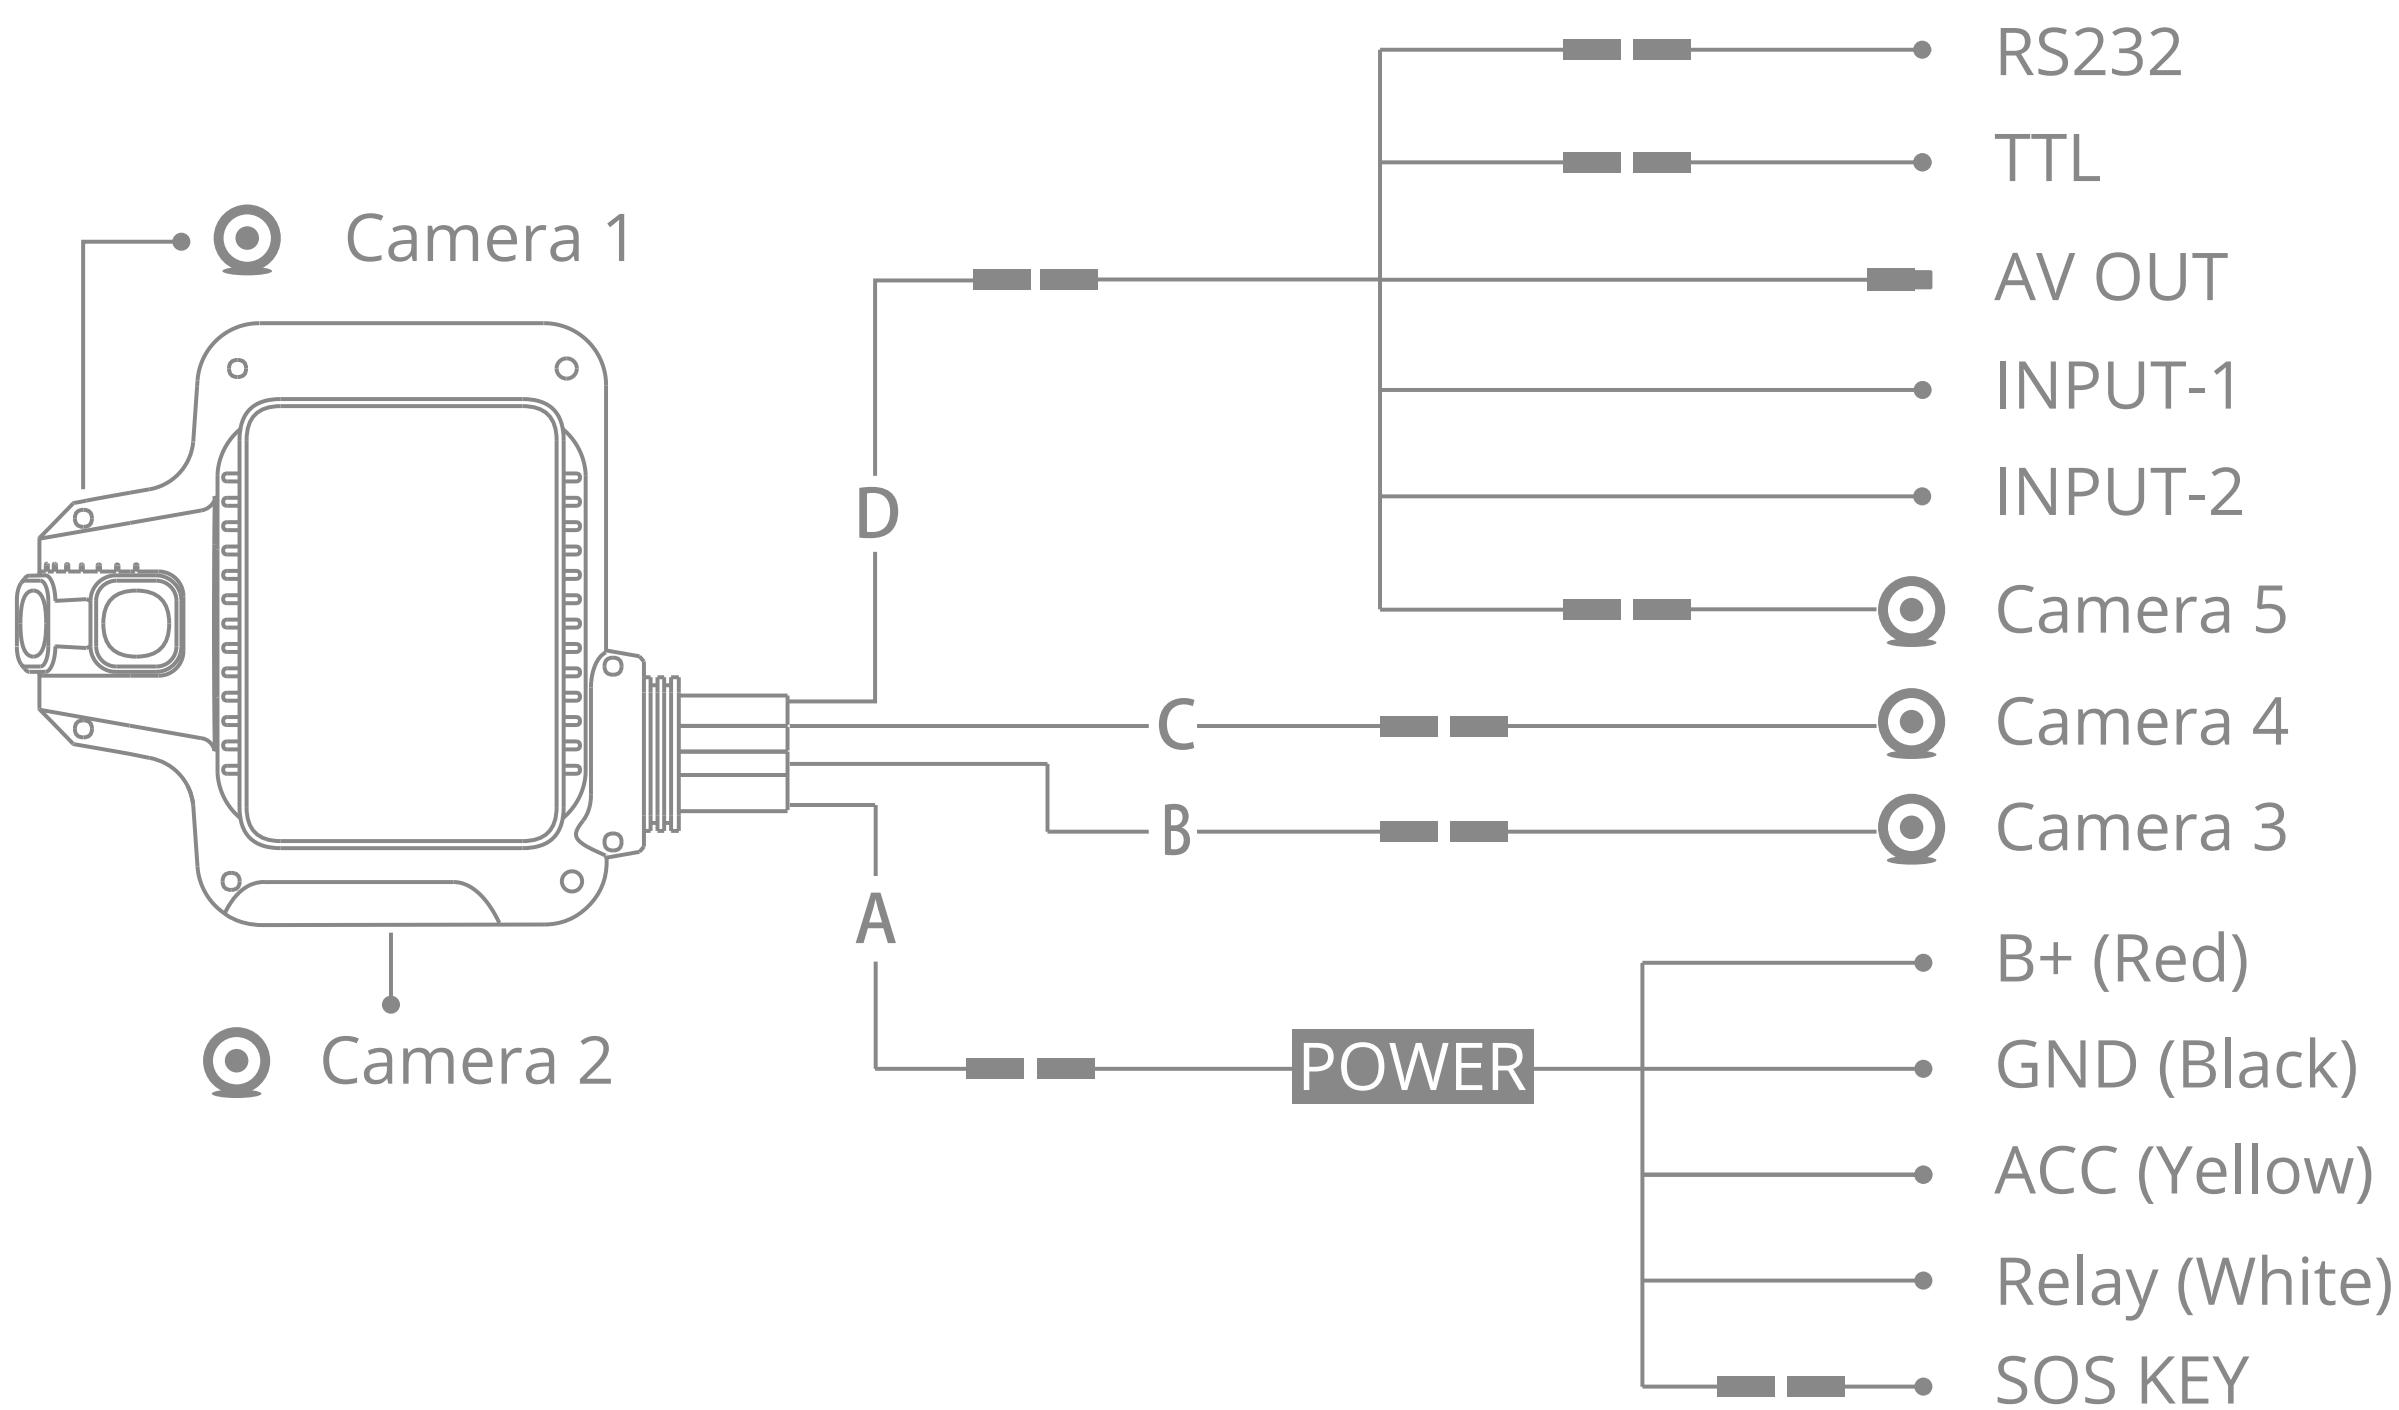 RS232
TTL
Camera 1
AV OUT
INPUT-1
INPUT-2
D
Camera 5
C
Camera 4
B
Camera 3
A
B+ (Red)
Camera 2
POWER
GND (Black)
ACC (Yellow)
Relay (White)
SOS KEY